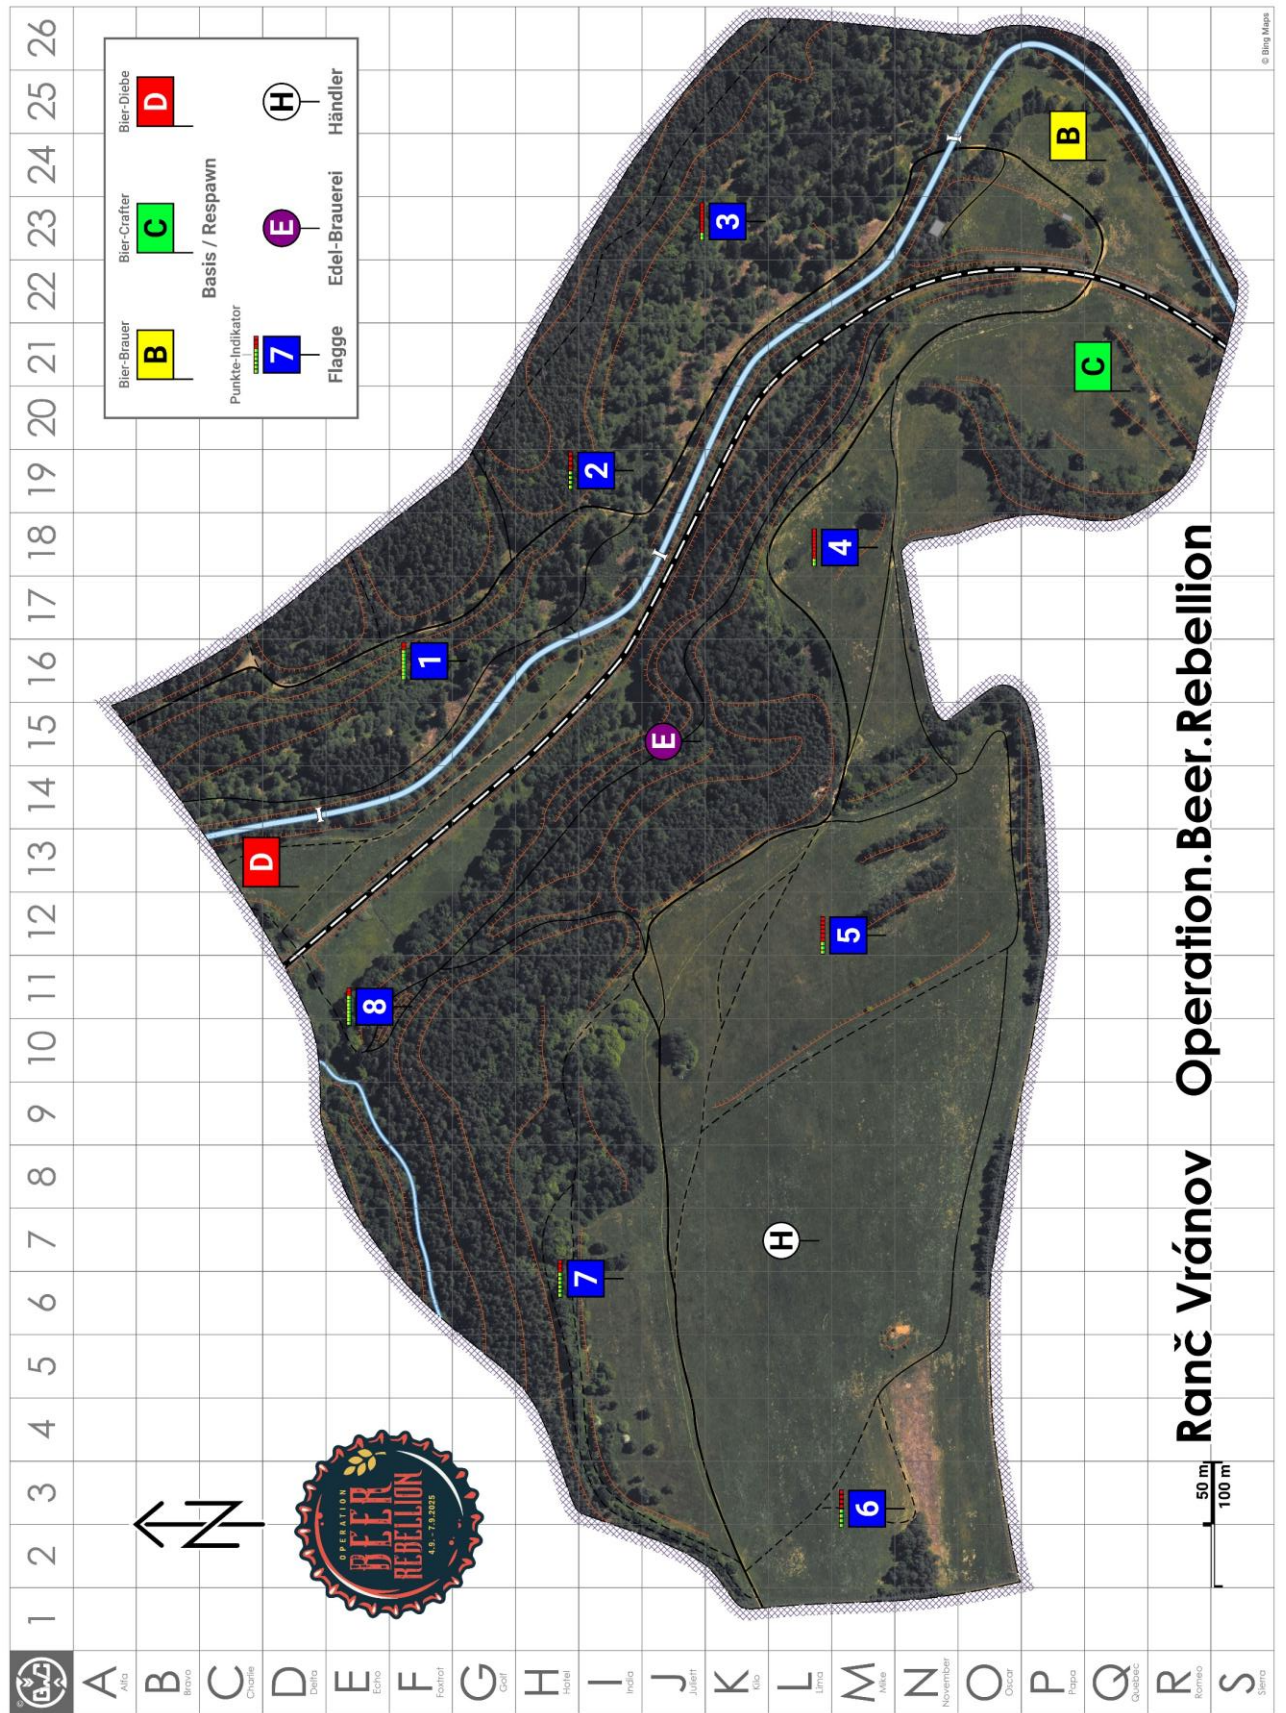 1 2 3 4 5 6 7 8 9 10 11 12 13 14 15 16 17 18 19 20 21 22 23 24 25 26
A
Alfa
B
Bravo
C
Charlie
D
Delta
E
Echo
F
Foxtrot
G
Golf
H
Hotel
I
India
J
Juliett
K
Kilo
L
Lima
M
Mike
N
November
O
Oscar
P
Papa
Q
Quebec
R
Romeo
S
Sierra
N
OPERATION
BEER
REBELLION
4.9. - 7.9.2025
Bier-Brauer
Bier-Crafter
Bier-Diebe
B
C
D
Basis / Respawn
Punkte-Indikator
7
E
H
Flagge
Edel-Brauerei
Händler
D
1
8
2
7
E
3
H
6
5
4
C
B
50 m
100 m
Ranč Vránov
Operation.Beer.Rebellion
© Bing Maps